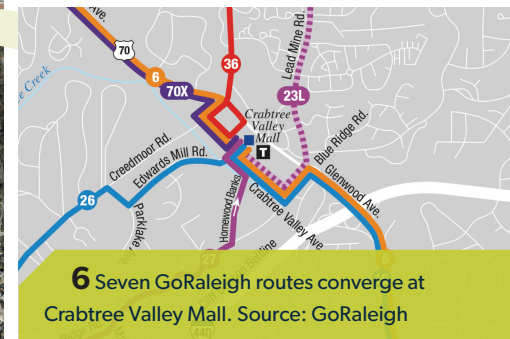 Ave.
70
6
70X
36
Lead Mine Rd.
23L
e Creek
Crabtree
Valley
Mall
T
Blue Ridge Rd.
Creedmoor Rd.
Edwards Mill Rd.
Glenwood Ave.
26
Parklake
Ave
Homewood Banks
Crabtree Valley Ave
27
Beltline
6
440
6 Seven GoRaleigh routes converge at
Crabtree Valley Mall. Source: GoRaleigh